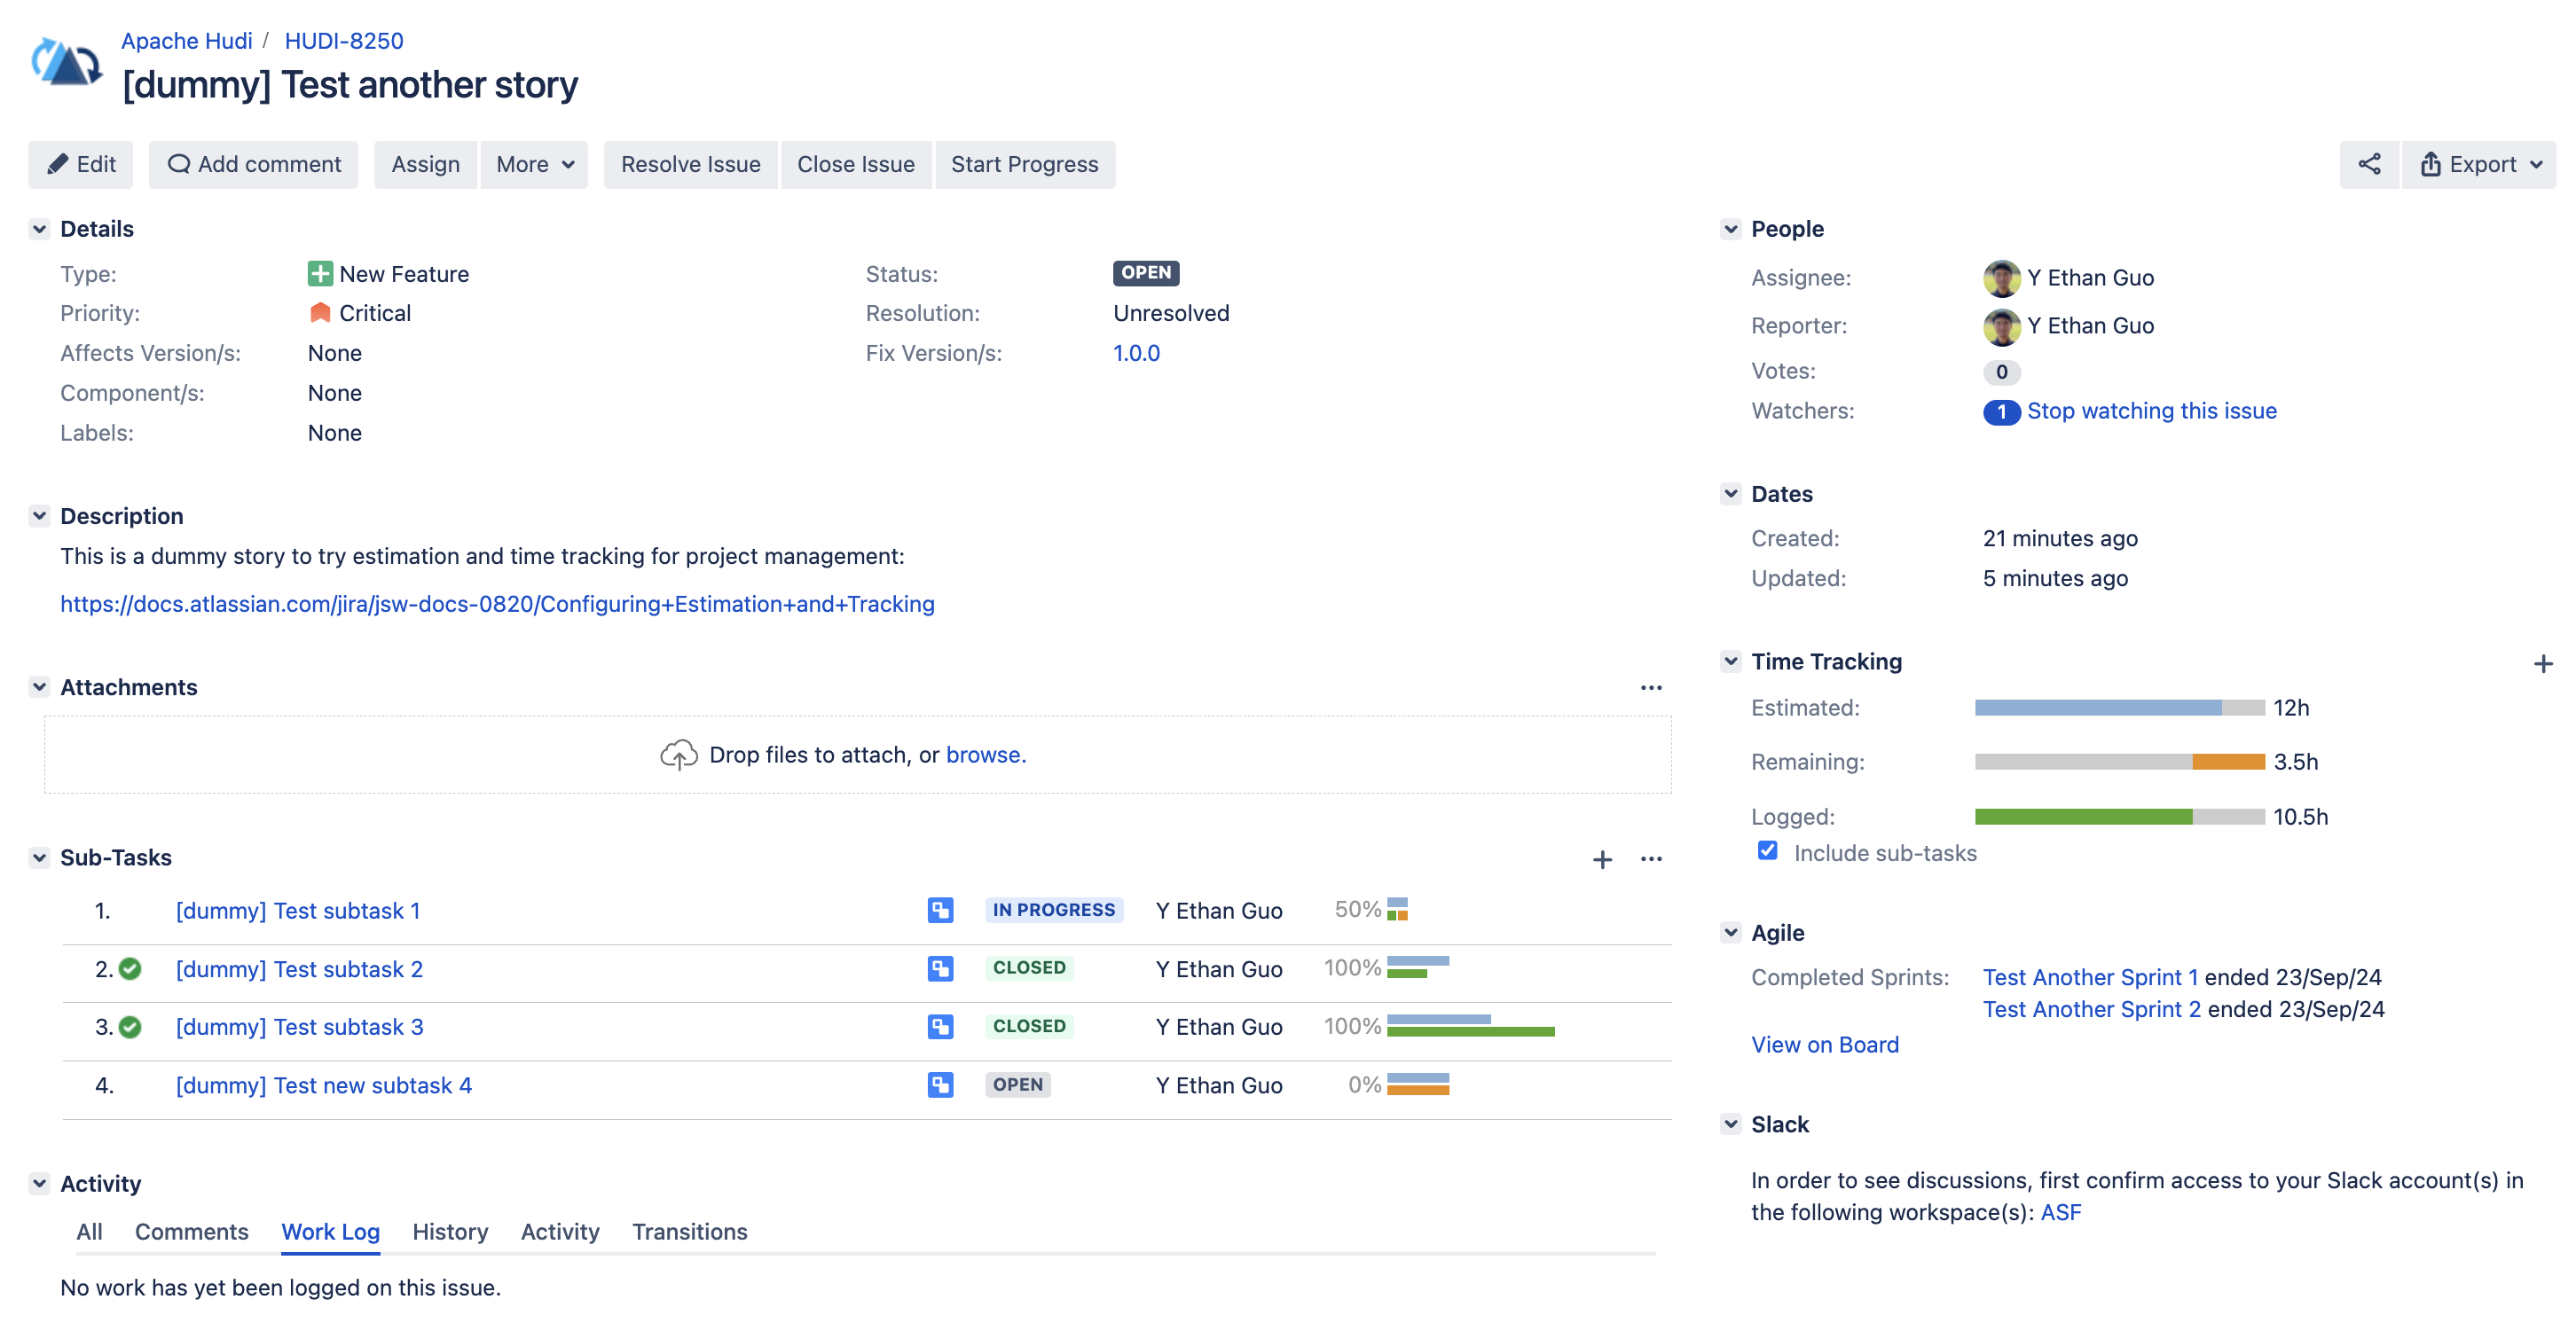 Apache Hudi / HUDI-8250
[dummy] Test another story
Edit Add comment Assign More Resolve Issue Close Issue Start Progress Export
Details
Type: New Feature
Priority: Critical
Affects Version/s: None
Component/s: None
Labels: None
Status: OPEN
Resolution: Unresolved
Fix Version/s: 1.0.0
Description
This is a dummy story to try estimation and time tracking for project management:
https://docs.atlassian.com/jira/jsw-docs-0820/Configuring+Estimation+and+Tracking
Attachments
Drop files to attach, or browse.
Sub-Tasks
1. [dummy] Test subtask 1 IN PROGRESS Y Ethan Guo 50%
2. [dummy] Test subtask 2 CLOSED Y Ethan Guo 100%
3. [dummy] Test subtask 3 CLOSED Y Ethan Guo 100%
4. [dummy] Test new subtask 4 OPEN Y Ethan Guo 0%
Activity
All Comments Work Log History Activity Transitions
No work has yet been logged on this issue.
People
Assignee: Y Ethan Guo
Reporter: Y Ethan Guo
Votes: 0
Watchers: 1 Stop watching this issue
Dates
Created: 21 minutes ago
Updated: 5 minutes ago
Time Tracking
Estimated: 12h
Remaining: 3.5h
Logged: 10.5h
Include sub-tasks
Agile
Completed Sprints: Test Another Sprint 1 ended 23/Sep/24
Test Another Sprint 2 ended 23/Sep/24
View on Board
Slack
In order to see discussions, first confirm access to your Slack account(s) in
the following workspace(s): ASF